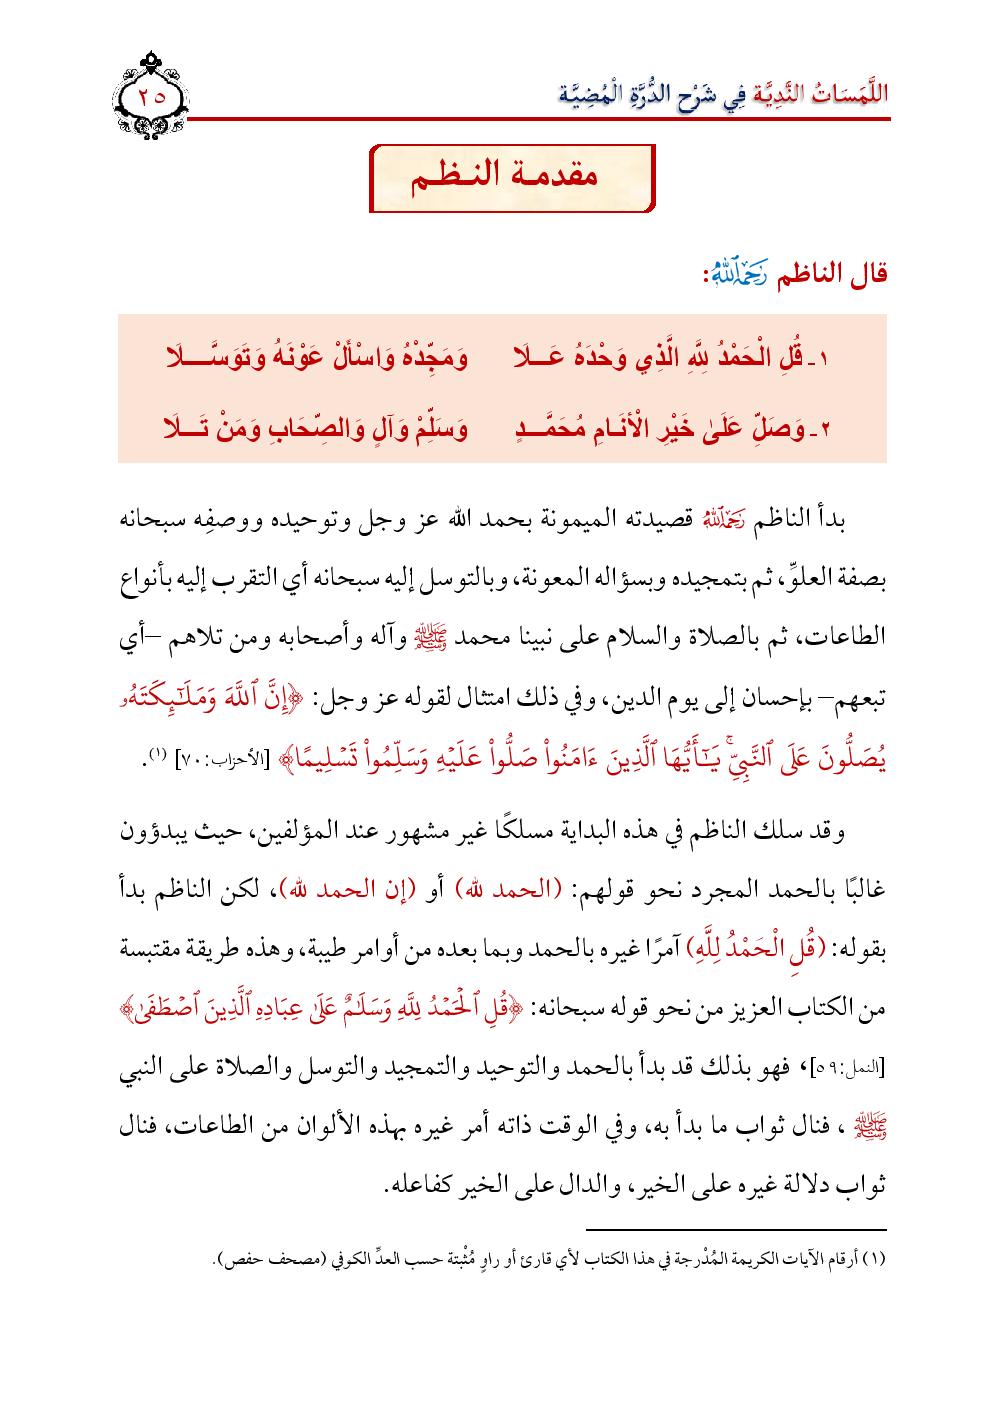 اللَّمَسَاتُ النَّدِيَّة فِي شَرْح الدُّرَّةِ الْمُضِيَّة
٢٥
مقدمـة النـظـم
قال الناظم رَحِمَهُ ٱللَّهُ:
١ـ قُلِ الْحَمْدُ لِلَّهِ الَّذِي وَحْدَهُ عَـــلَا وَمَجِّدْهُ وَاسْأَلْ عَوْنَهُ وَتَوَسَّــــلَا
٢ـ وَصَلِّ عَلَىٰ خَيْرِ الْأَنَـامِ مُحَمَّــــدٍ وَسَلِّمْ وَآلٍ وَالصِّحَابِ وَمَنْ تَـــلَا
بدأ الناظم رَحِمَهُ ٱللَّهُ قصيدته الميمونة بحمد الله عز وجل وتوحيده ووصفِه سبحانه
بصفة العلوِّ، ثم بتمجيده وبسؤاله المعونة، وبالتوسل إليه سبحانه أي التقرب إليه بأنواع
الطاعات، ثم بالصلاة والسلام على نبينا محمد ﷺ وآله وأصحابه ومن تلاهم –أي
تبعهم– بإحسان إلى يوم الدين، وفي ذلك امتثال لقوله عز وجل: ﴿إِنَّ ٱللَّهَ وَمَلَـٰٓئِكَتَهُۥ
يُصَلُّونَ عَلَى ٱلنَّبِيِّۚ يَـٰٓأَيُّهَا ٱلَّذِينَ ءَامَنُواْ صَلُّواْ عَلَيۡهِ وَسَلِّمُواْ تَسۡلِيمًا﴾ [الأحزاب:٧٠] (١).
وقد سلك الناظم في هذه البداية مسلكًا غير مشهور عند المؤلفين، حيث يبدؤون
غالبًا بالحمد المجرد نحو قولهم: (الحمد لله) أو (إن الحمد لله)، لكن الناظم بدأ
بقوله: (قُلِ الْحَمْدُ لِلَّهِ) آمرًا غيره بالحمد وبما بعده من أوامر طيبة، وهذه طريقة مقتبسة
من الكتاب العزيز من نحو قوله سبحانه: ﴿قُلِ ٱلۡحَمۡدُ لِلَّهِ وَسَلَـٰمٌ عَلَىٰ عِبَادِهِ ٱلَّذِينَ ٱصۡطَفَىٰ﴾
[النمل:٥٩]، فهو بذلك قد بدأ بالحمد والتوحيد والتمجيد والتوسل والصلاة على النبي
ﷺ ، فنال ثواب ما بدأ به، وفي الوقت ذاته أمر غيره بهذه الألوان من الطاعات، فنال
ثواب دلالة غيره على الخير، والدال على الخير كفاعله.
(١) أرقام الآيات الكريمة المُدْرجة في هذا الكتاب لأي قارئ أو راوٍ مُثْبتة حسب العدِّ الكوفي (مصحف حفص).